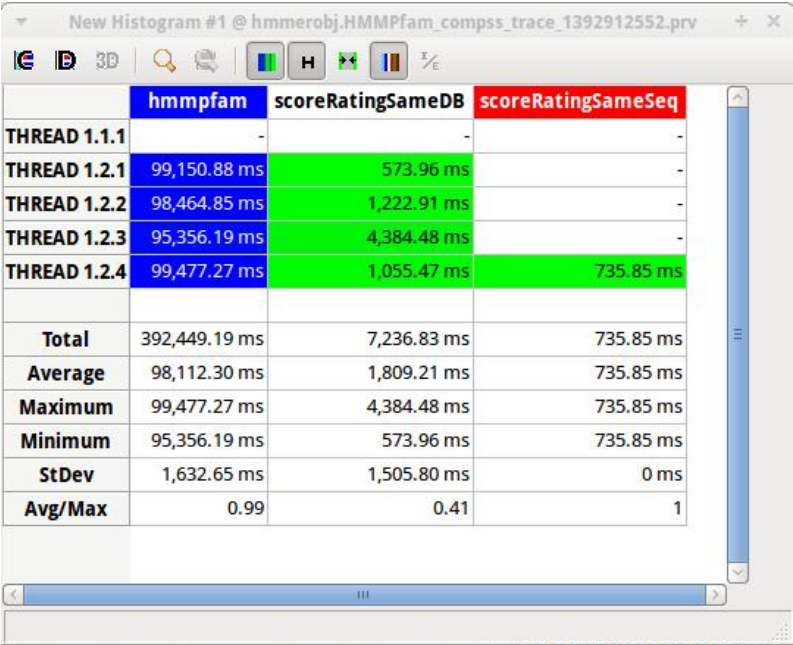 New Histogram #1 @ hmmerobj.HMMPfam_compss_trace_1392912552.prv
3D H I/E
hmmpfam scoreRatingSameDB scoreRatingSameSeq
THREAD 1.1.1 - - -
THREAD 1.2.1 99,150.88 ms 573.96 ms -
THREAD 1.2.2 98,464.85 ms 1,222.91 ms -
THREAD 1.2.3 95,356.19 ms 4,384.48 ms -
THREAD 1.2.4 99,477.27 ms 1,055.47 ms 735.85 ms
Total 392,449.19 ms 7,236.83 ms 735.85 ms
Average 98,112.30 ms 1,809.21 ms 735.85 ms
Maximum 99,477.27 ms 4,384.48 ms 735.85 ms
Minimum 95,356.19 ms 573.96 ms 735.85 ms
StDev 1,632.65 ms 1,505.80 ms 0 ms
Avg/Max 0.99 0.41 1